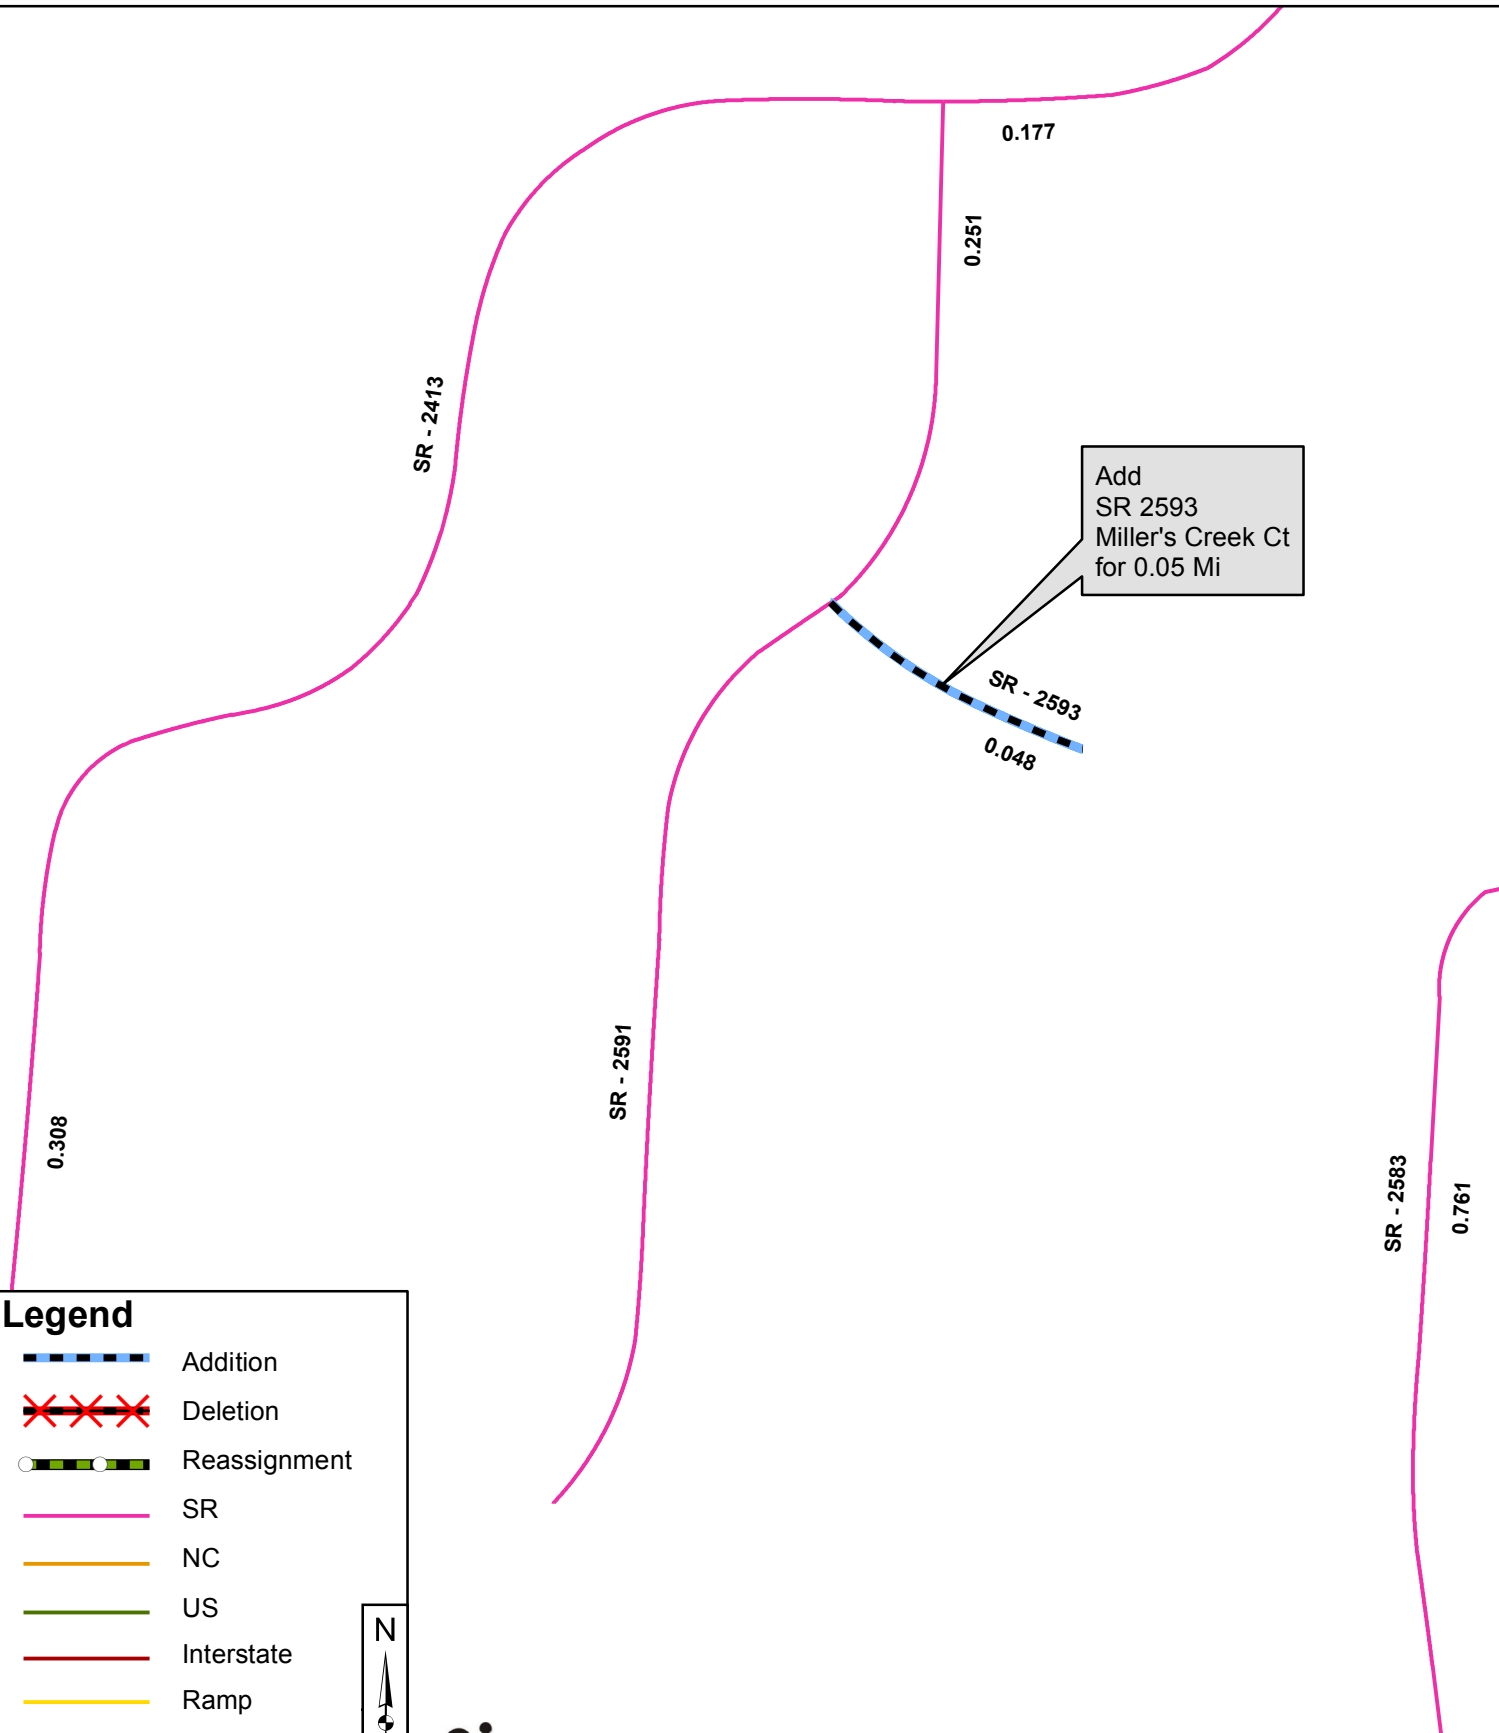 0.177
0.251
SR - 2413
Add
SR 2593
Miller's Creek Ct
for 0.05 Mi
SR - 2593
0.048
SR - 2591
0.308
SR - 2583
0.761
Legend
Addition
Deletion
Reassignment
SR
NC
US
Interstate
Ramp
N